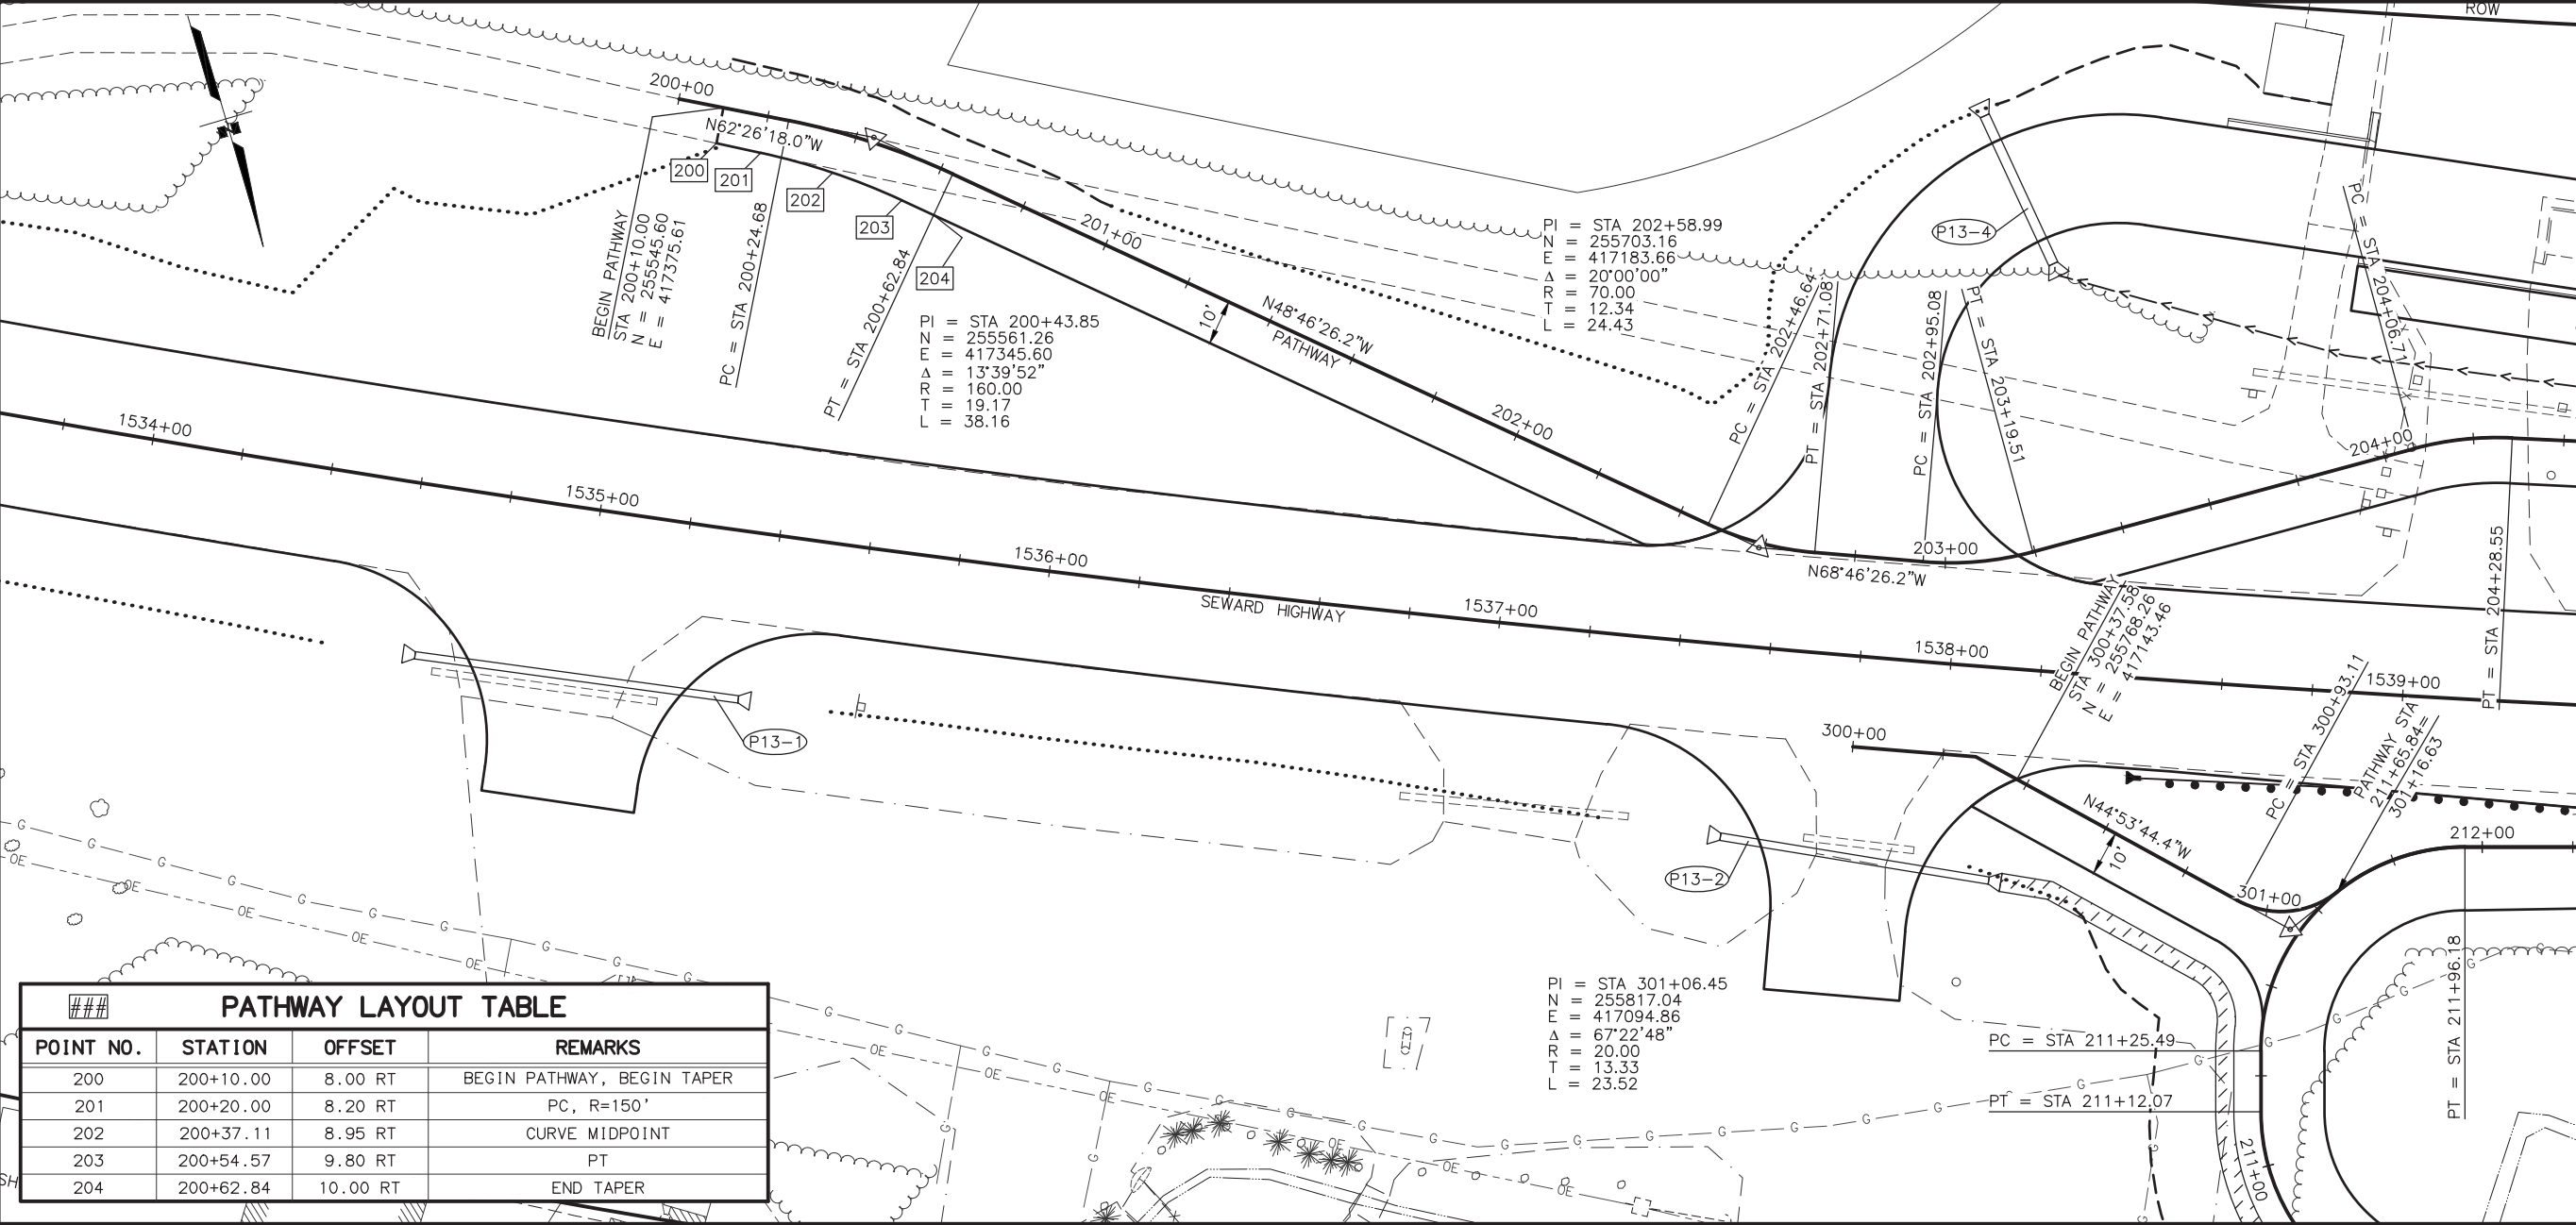 ROW
200+00
N62°26'18.0"W
200
201
202
203
204
BEGIN PATHWAY
STA 200+10.00
N = 255545.60
E = 417375.61
PC = STA 200+24.68
PT = STA 200+62.84
PI = STA 200+43.85
N = 255561.26
E = 417345.60
Δ = 13°39'52"
R = 160.00
T = 19.17
L = 38.16
201+00
10'
N48°46'26.2"W
PATHWAY
202+00
PI = STA 202+58.99
N = 255703.16
E = 417183.66
Δ = 20°00'00"
R = 70.00
T = 12.34
L = 24.43
PC = STA 202+46.64
PT = STA 202+71.08
PC = STA 202+95.08
PT = STA 203+19.51
P13-4
PC = STA 204+06.71
204+00
203+00
N68°46'26.2"W
PT = STA 204+28.55
1534+00
1535+00
1536+00
SEWARD HIGHWAY
1537+00
1538+00
1539+00
P13-1
P13-2
300+00
BEGIN PATHWAY
STA 300+37.58
N = 255768.26
E = 417143.46
PC = STA 300+93.11
PATHWAY STA
211+65.84=
301+16.63
N44°53'44.4"W
10'
301+00
212+00
PT = STA 211+96.18
PI = STA 301+06.45
N = 255817.04
E = 417094.86
Δ = 67°22'48"
R = 20.00
T = 13.33
L = 23.52
PC = STA 211+25.49
PT = STA 211+12.07
211+00
G G G G G G G G G G
OE OE OE OE OE OE OE OE
### PATHWAY LAYOUT TABLE
POINT NO. STATION OFFSET REMARKS
200 200+10.00 8.00 RT BEGIN PATHWAY, BEGIN TAPER
201 200+20.00 8.20 RT PC, R=150'
202 200+37.11 8.95 RT CURVE MIDPOINT
203 200+54.57 9.80 RT PT
204 200+62.84 10.00 RT END TAPER
SH